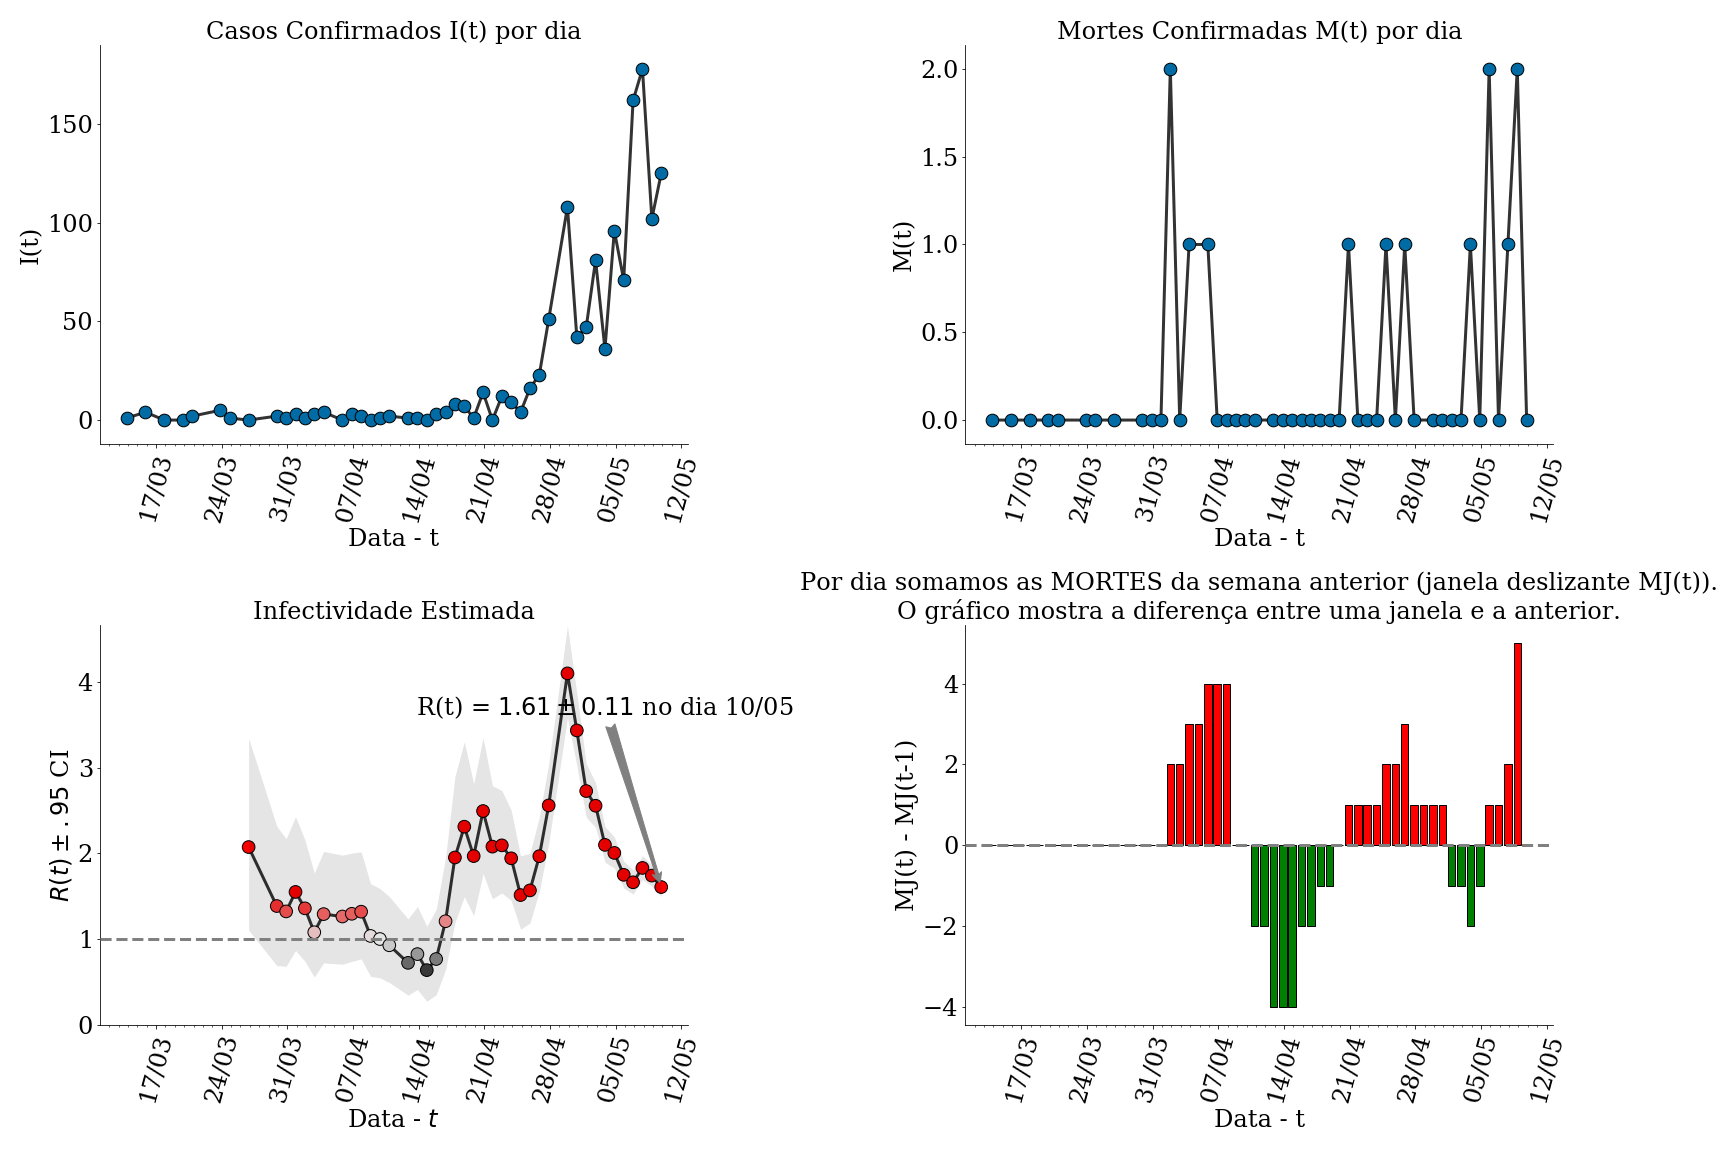 Casos Confirmados I(t) por dia
I(t)
150
100
50
0
17/03 24/03 31/03 07/04 14/04 21/04 28/04 05/05 12/05
Data - t
Mortes Confirmadas M(t) por dia
M(t)
2.0
1.5
1.0
0.5
0.0
17/03 24/03 31/03 07/04 14/04 21/04 28/04 05/05 12/05
Data - t
Infectividade Estimada
R(t) ± .95 CI
4
3
2
1
0
R(t) = 1.61 ± 0.11 no dia 10/05
17/03 24/03 31/03 07/04 14/04 21/04 28/04 05/05 12/05
Data - t
Por dia somamos as MORTES da semana anterior (janela deslizante MJ(t)).
O gráfico mostra a diferença entre uma janela e a anterior.
MJ(t) - MJ(t-1)
4
2
0
−2
−4
17/03 24/03 31/03 07/04 14/04 21/04 28/04 05/05 12/05
Data - t